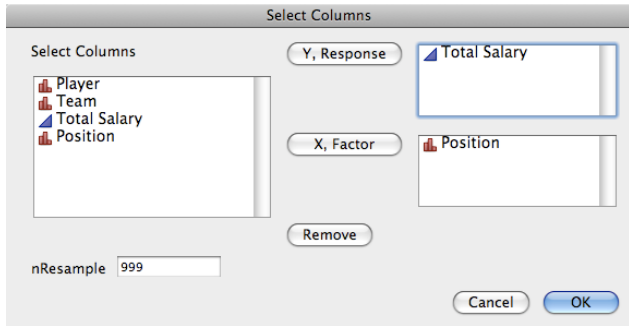 Select Columns
Select Columns
Player
Team
Total Salary
Position
Y, Response
Total Salary
X, Factor
Position
Remove
nResample 999
Cancel
OK